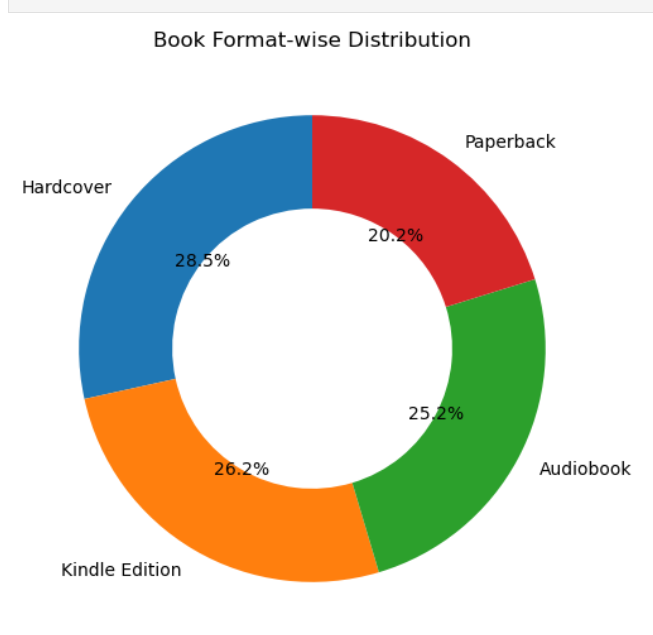 Book Format-wise Distribution
Paperback
Hardcover
20.2%
28.5%
25.2%
26.2%
Audiobook
Kindle Edition